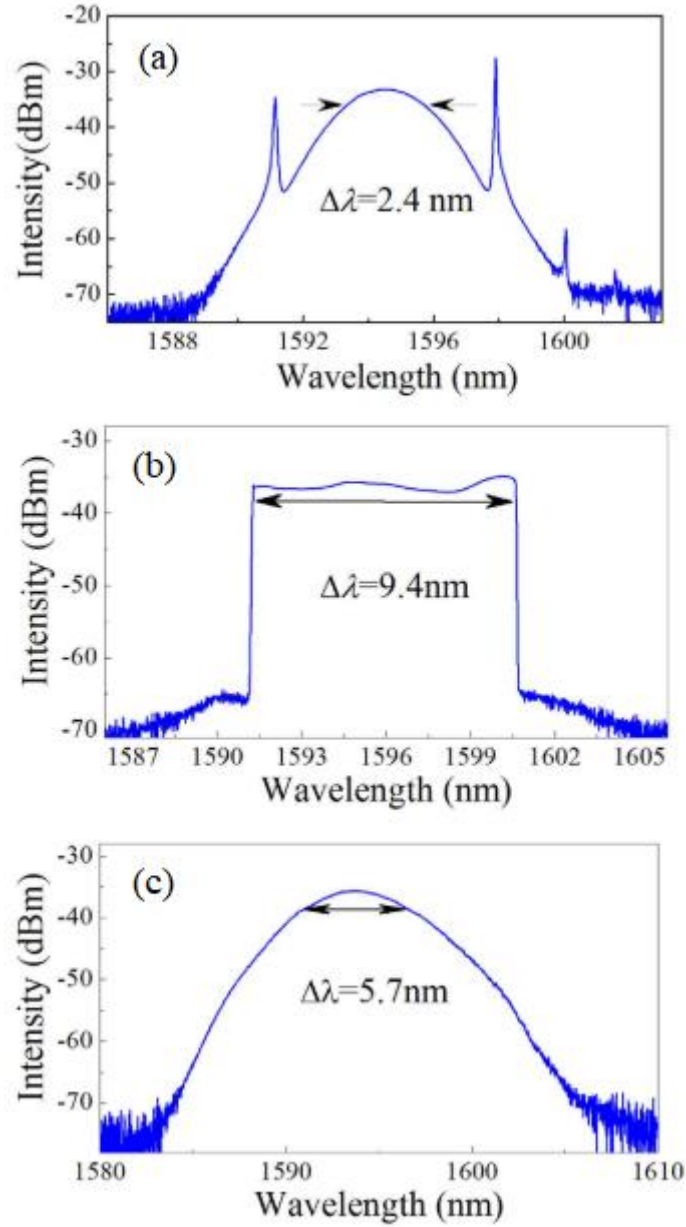 -20
(a)
-30
-40
-50
Δλ=2.4 nm
-60
-70
Intensity(dBm)
1588 1592 1596 1600
Wavelength (nm)
-30
(b)
-40
-50
Δλ=9.4nm
-60
-70
Intensity (dBm)
1587 1590 1593 1596 1599 1602 1605
Wavelength (nm)
-30
(c)
-40
-50
Δλ=5.7nm
-60
-70
Intensity (dBm)
1580 1590 1600 1610
Wavelength (nm)